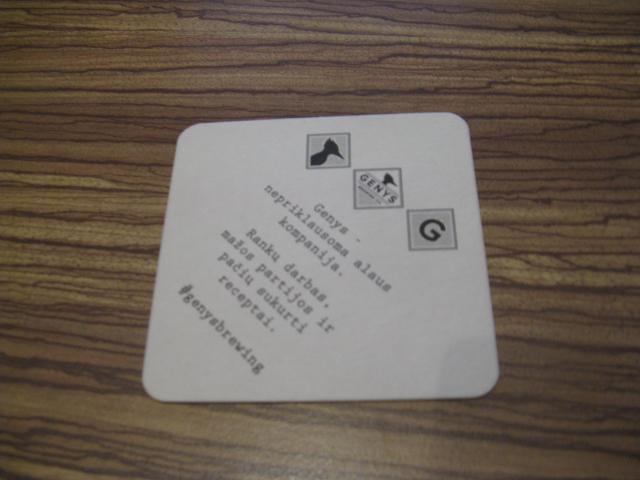 GENYS
G
Genys -
nepriklausoma alaus
kompanija.
Rankų darbas,
mažos partijos ir
pačių sukurti
receptai.
#genysbrewing